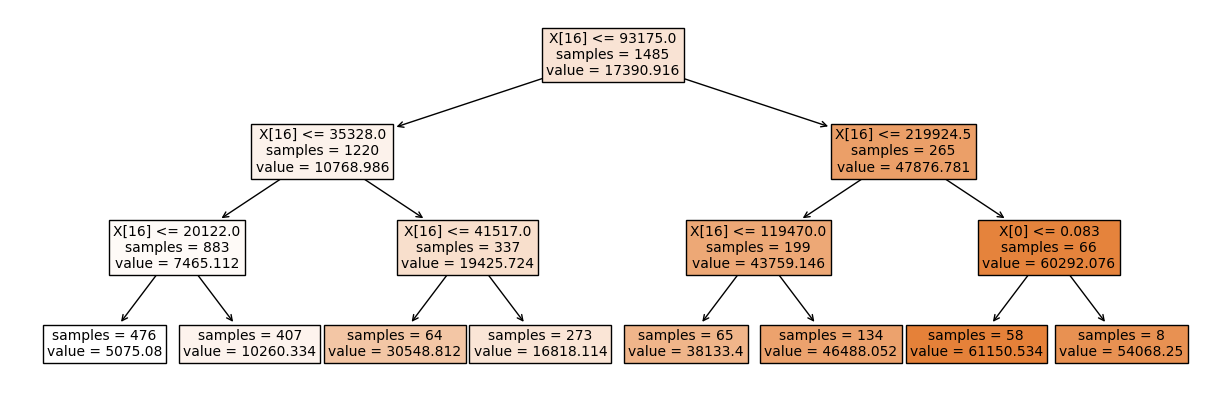 X[16] <= 93175.0
samples = 1485
value = 17390.916
X[16] <= 35328.0
samples = 1220
value = 10768.986
X[16] <= 219924.5
samples = 265
value = 47876.781
X[16] <= 20122.0
samples = 883
value = 7465.112
X[16] <= 41517.0
samples = 337
value = 19425.724
X[16] <= 119470.0
samples = 199
value = 43759.146
X[0] <= 0.083
samples = 66
value = 60292.076
samples = 476
value = 5075.08
samples = 407
value = 10260.334
samples = 64
value = 30548.812
samples = 273
value = 16818.114
samples = 65
value = 38133.4
samples = 134
value = 46488.052
samples = 58
value = 61150.534
samples = 8
value = 54068.25